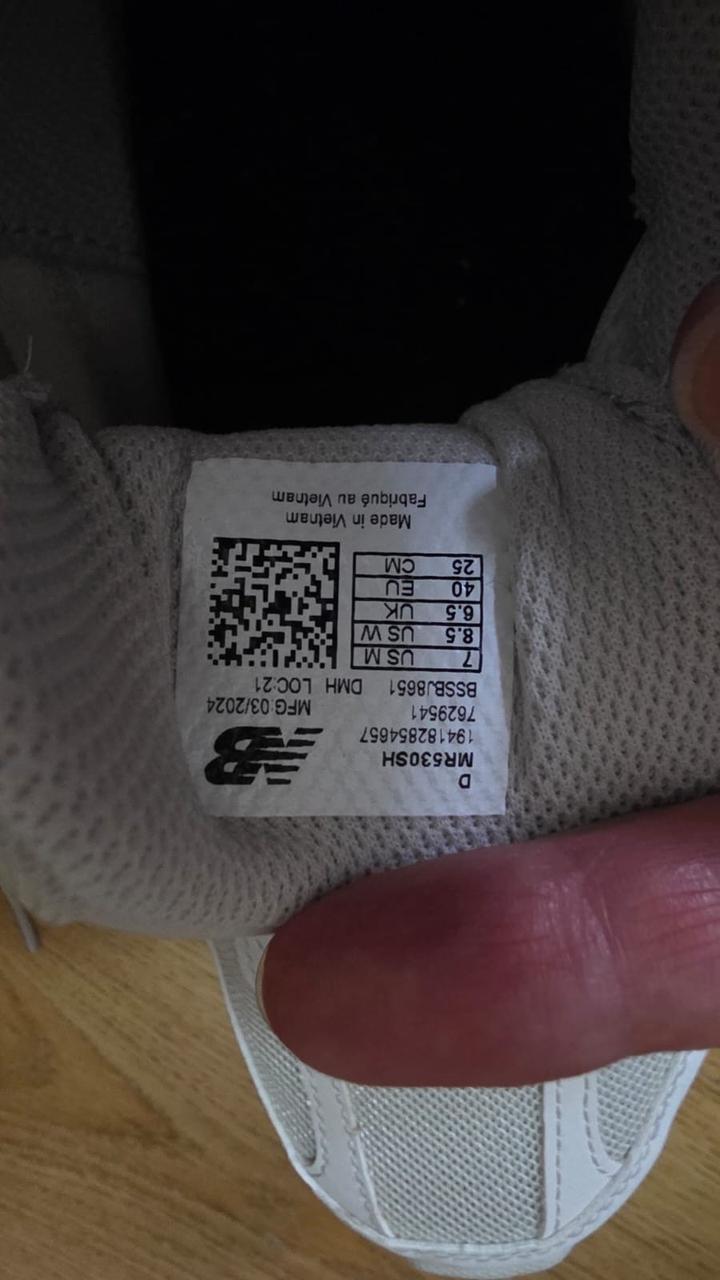 D
MR530SH
194182854657
7629541 MFG:03/2024
BSSBJ8651 DMH LOC:21
7 US M
8.5 US W
6.5 UK
40 EU
25 CM
Made in Vietnam
Fabriqué au Vietnam
NB